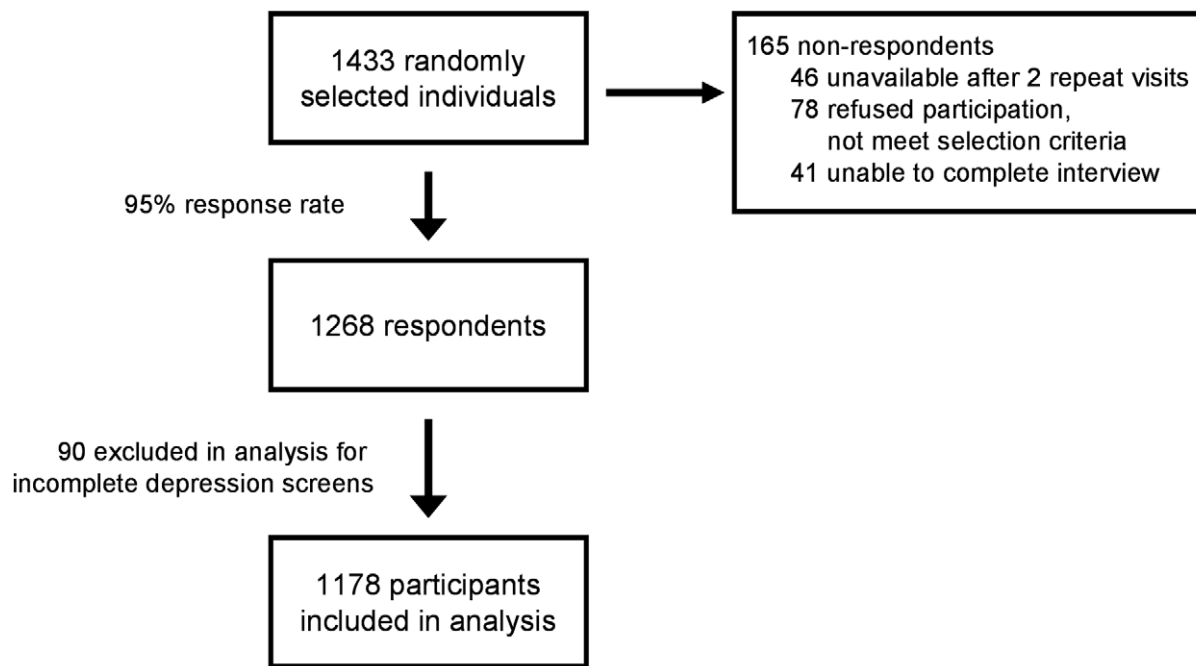 1433 randomly
selected individuals
165 non-respondents
46 unavailable after 2 repeat visits
78 refused participation,
not meet selection criteria
41 unable to complete interview
95% response rate
1268 respondents
90 excluded in analysis for
incomplete depression screens
1178 participants
included in analysis